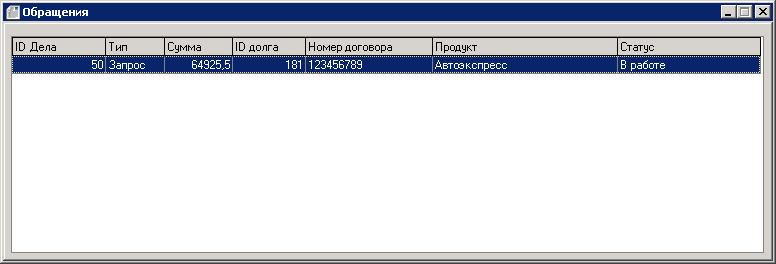 Обращения
ID Дела Тип Сумма ID долга Номер договора Продукт Статус
50 Запрос 64925,5 181 123456789 Автоэкспресс В работе